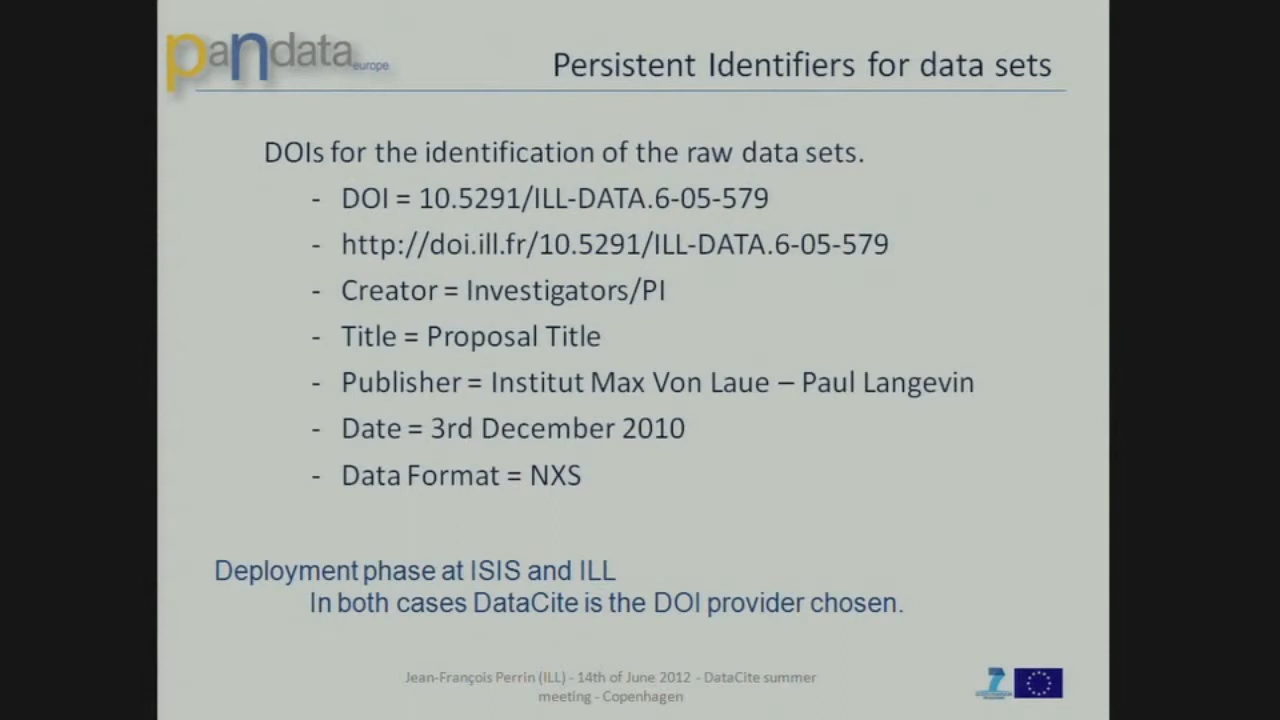 pandata europe
Persistent Identifiers for data sets
DOIs for the identification of the raw data sets.
- DOI = 10.5291/ILL-DATA.6-05-579
- http://doi.ill.fr/10.5291/ILL-DATA.6-05-579
- Creator = Investigators/PI
- Title = Proposal Title
- Publisher = Institut Max Von Laue – Paul Langevin
- Date = 3rd December 2010
- Data Format = NXS
Deployment phase at ISIS and ILL
In both cases DataCite is the DOI provider chosen.
Jean-François Perrin (ILL) - 14th of June 2012 - DataCite summer
meeting - Copenhagen